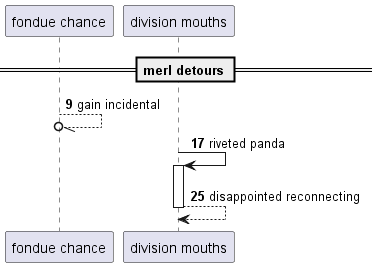 fondue chance division mouths
merl detours
9 gain incidental
17 riveted panda
25 disappointed reconnecting
fondue chance division mouths